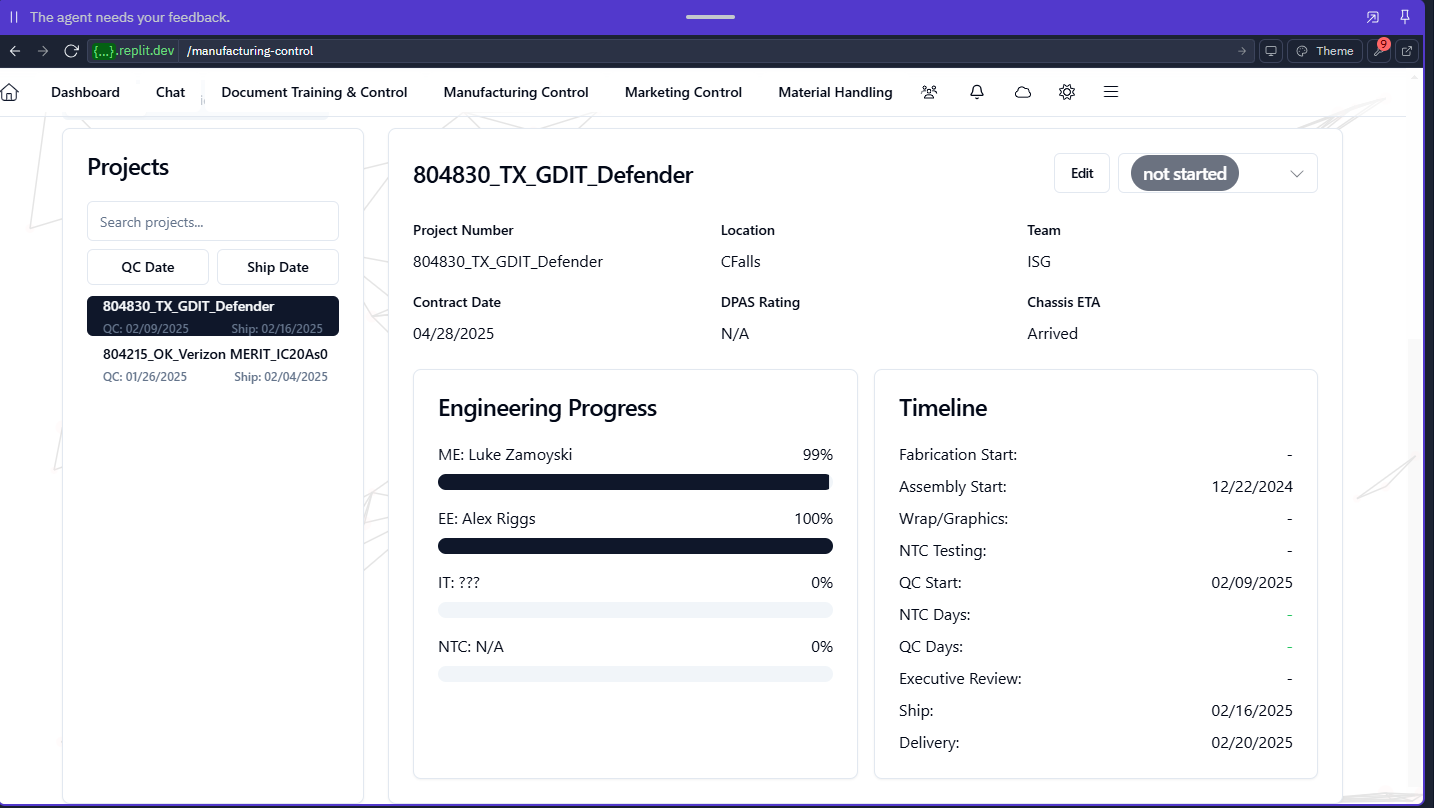 The agent needs your feedback.
{...}.replit.dev /manufacturing-control
Theme
9
Dashboard
Chat
Document Training & Control
Manufacturing Control
Marketing Control
Material Handling
Projects
Search projects...
QC Date
Ship Date
804830_TX_GDIT_Defender
QC: 02/09/2025 Ship: 02/16/2025
804215_OK_Verizon MERIT_IC20As0
QC: 01/26/2025 Ship: 02/04/2025
804830_TX_GDIT_Defender
Edit
not started
Project Number
804830_TX_GDIT_Defender
Location
CFalls
Team
ISG
Contract Date
04/28/2025
DPAS Rating
N/A
Chassis ETA
Arrived
Engineering Progress
ME: Luke Zamoyski 99%
EE: Alex Riggs 100%
IT: ??? 0%
NTC: N/A 0%
Timeline
Fabrication Start: -
Assembly Start: 12/22/2024
Wrap/Graphics: -
NTC Testing: -
QC Start: 02/09/2025
NTC Days: -
QC Days: -
Executive Review: -
Ship: 02/16/2025
Delivery: 02/20/2025